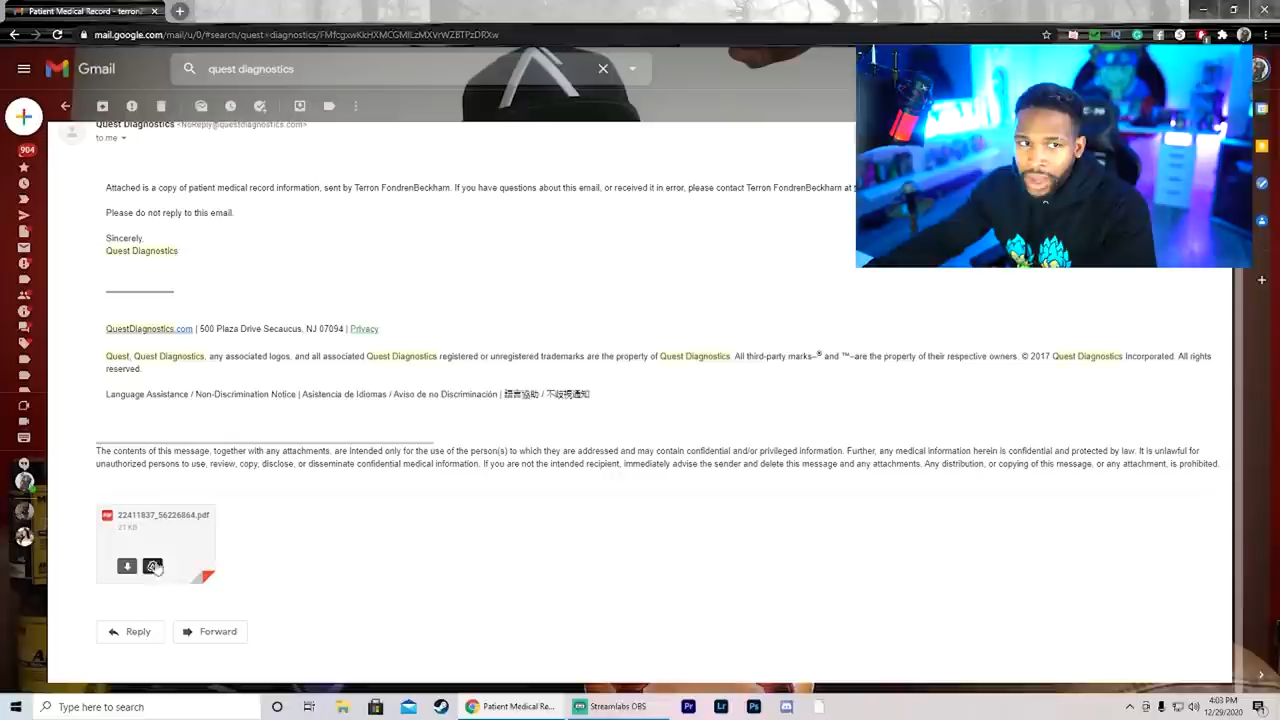 Patient Medical Record - terron
mail.google.com/mail/u/0/#search/quest+diagnostics/FMfcgxwKkHXMCGMlLzMXVrWZBTPzDRXw
Gmail
quest diagnostics
Quest Diagnostics <NoReply@questdiagnostics.com>
to me
904
Attached is a copy of patient medical record information, sent by Terron FondrenBeckham. If you have questions about this email, or received it in error, please contact Terron FondrenBeckham at
Please do not reply to this email.
Sincerely,
Quest Diagnostics
QuestDiagnostics.com | 500 Plaza Drive Secaucus, NJ 07094 | Privacy
Quest, Quest Diagnostics, any associated logos, and all associated Quest Diagnostics registered or unregistered trademarks are the property of Quest Diagnostics. All third-party marks–® and ™–are the property of their respective owners. © 2017 Quest Diagnostics Incorporated. All rights
reserved.
Language Assistance / Non-Discrimination Notice | Asistencia de Idiomas / Aviso de no Discriminación | 語言協助 / 不歧視通知
The contents of this message, together with any attachments, are intended only for the use of the person(s) to which they are addressed and may contain confidential and/or privileged information. Further, any medical information herein is confidential and protected by law. It is unlawful for
unauthorized persons to use, review, copy, disclose, or disseminate confidential medical information. If you are not the intended recipient, immediately advise the sender and delete this message and any attachments. Any distribution, or copying of this message, or any attachment, is prohibited.
22411837_56226864.pdf
21 KB
Reply
Forward
Type here to search
Patient Medical Re...
Streamlabs OBS
Pr
Lr
Ps
4:03 PM
12/29/2020